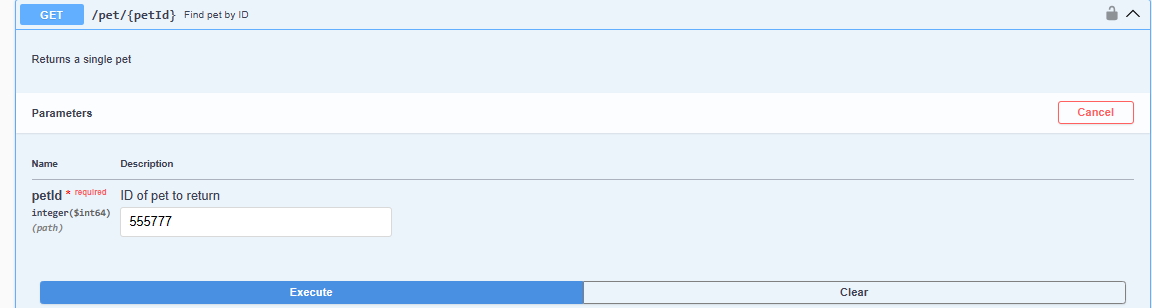 GET /pet/{petId} Find pet by ID
Returns a single pet
Parameters Cancel
Name Description
petId * required ID of pet to return
integer($int64) 555777
(path)
Execute Clear